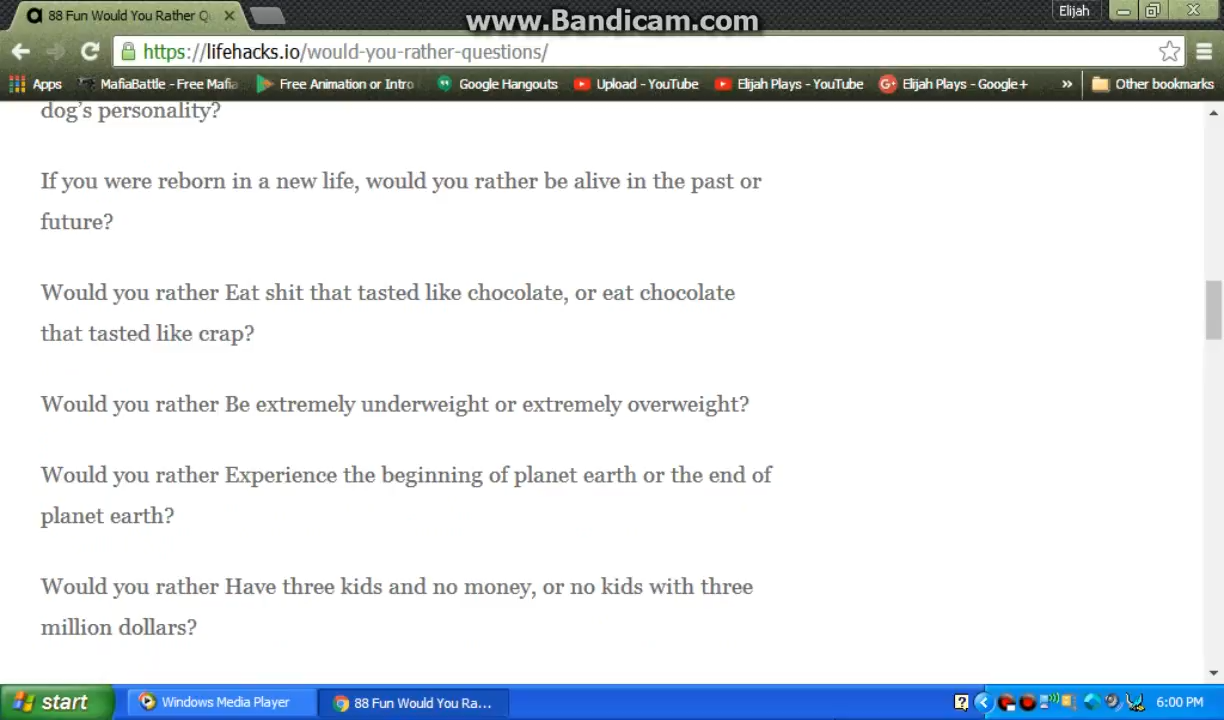 88 Fun Would You Rather Q
www.Bandicam.com
Elijah
https://lifehacks.io/would-you-rather-questions/
Apps
MafiaBattle - Free Mafia
Free Animation or Intro
Google Hangouts
Upload - YouTube
Elijah Plays - YouTube
Elijah Plays - Google+
»
Other bookmarks
dog's personality?
If you were reborn in a new life, would you rather be alive in the past or
future?
Would you rather Eat shit that tasted like chocolate, or eat chocolate
that tasted like crap?
Would you rather Be extremely underweight or extremely overweight?
Would you rather Experience the beginning of planet earth or the end of
planet earth?
Would you rather Have three kids and no money, or no kids with three
million dollars?
start
Windows Media Player
88 Fun Would You Ra...
6:00 PM